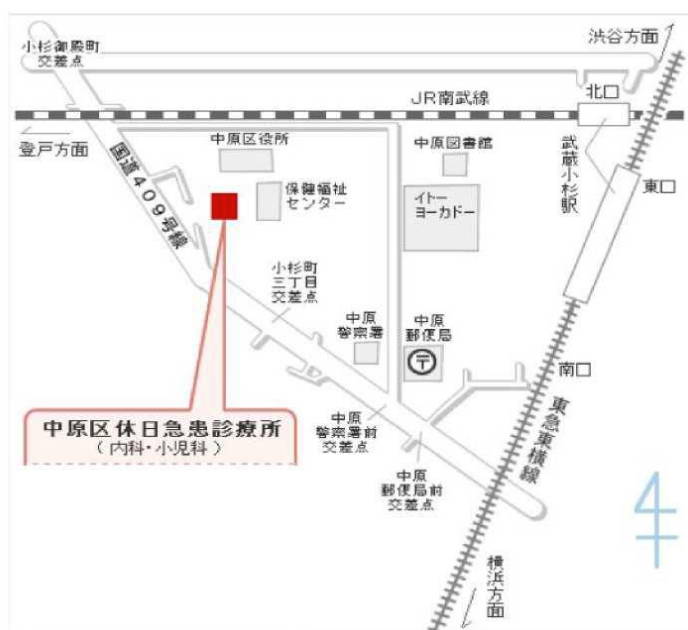 小杉御殿町
交差点
渋谷方面
JR南武線
北口
登戸方面
国道409号線
中原区役所
中原図書館
武蔵小杉駅
東口
保健福祉
センター
イトー
ヨーカドー
小杉町
三丁目
交差点
中原
警察署
中原
郵便局
〒
南口
東急東横線
中原区休日急患診療所
（内科・小児科）
中原
警察署前
交差点
中原
郵便局前
交差点
横浜方面